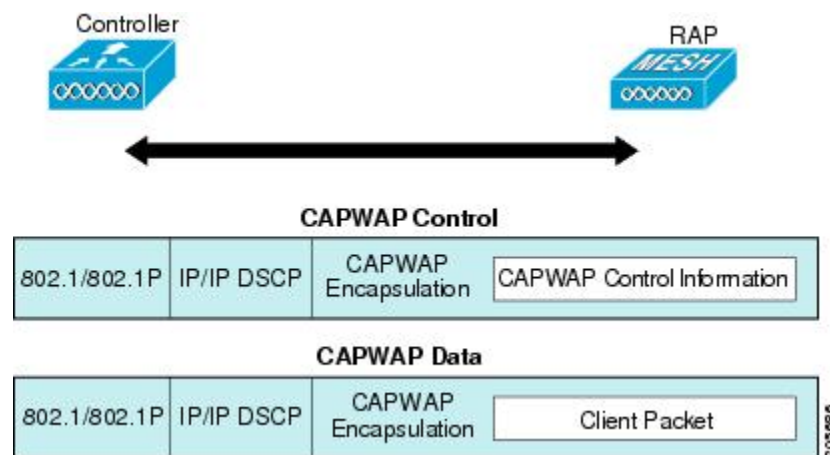 Controller
RAP
MESH
CAPWAP Control
802.1/802.1P IP/IP DSCP CAPWAP Encapsulation CAPWAP Control Information
CAPWAP Data
802.1/802.1P IP/IP DSCP CAPWAP Encapsulation Client Packet